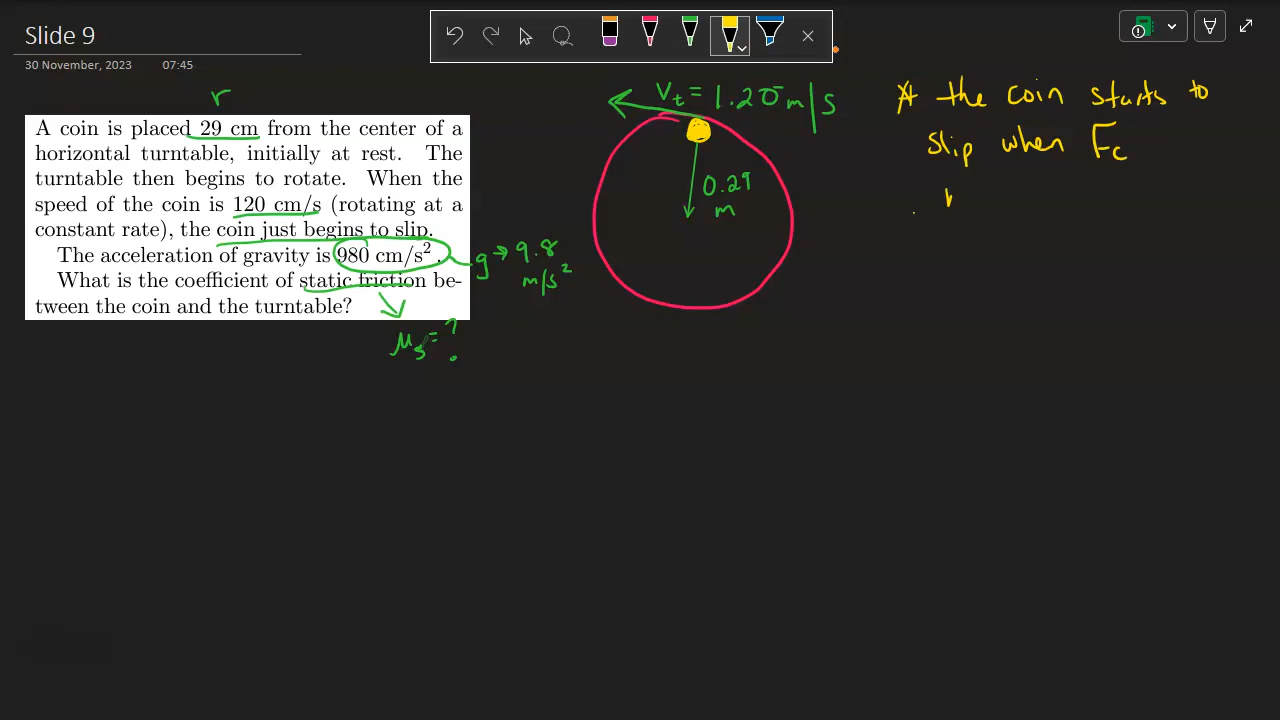 Slide 9
30 November, 2023 07:45
r
A coin is placed 29 cm from the center of a
horizontal turntable, initially at rest. The
turntable then begins to rotate. When the
speed of the coin is 120 cm/s (rotating at a
constant rate), the coin just begins to slip.
The acceleration of gravity is 980 cm/s².
What is the coefficient of static friction be-
tween the coin and the turntable?
g → 9.8
m/s²
μs = ?
Vt = 1.20 m/s
0.29
m
* the coin starts to
slip when Fc